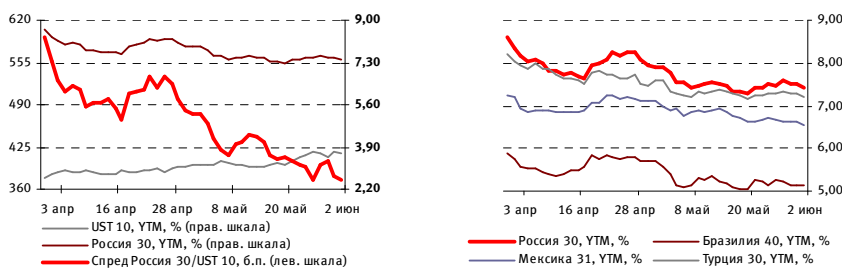 620
555
490
425
360
9,00
7,30
5,60
3,90
2,20
3 апр
16 апр
28 апр
8 май
20 май
2 июн
UST 10, YTM, % (прав. шкала)
Россия 30, YTM, % (прав. шкала)
Спред Россия 30/UST 10, б.п. (лев. шкала)
9,00
8,00
7,00
6,00
5,00
3 апр
16 апр
28 апр
8 май
20 май
2 июн
Россия 30, YTM, %
Бразилия 40, YTM, %
Мексика 31, YTM, %
Турция 30, YTM, %